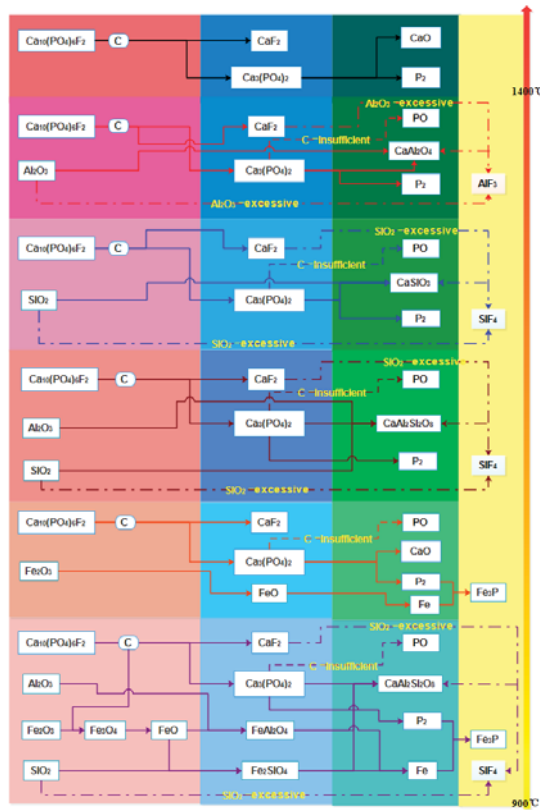 Ca₁₀(PO₄)₆F₂ C CaF₂ CaO
Ca₃(PO₄)₂ P₂
1400℃
Al₂O₃ -excessive
Ca₁₀(PO₄)₆F₂ C CaF₂ PO
C -Insufficient
CaAl₂O₄
Al₂O₃ Ca₃(PO₄)₂ P₂ AlF₃
Al₂O₃ -excessive
SiO₂ -excessive
Ca₁₀(PO₄)₆F₂ C CaF₂ PO
C -Insufficient
CaSiO₃
SiO₂ Ca₃(PO₄)₂
P₂ SiF₄
SiO₂ -excessive
SiO₂ -excessive
Ca₁₀(PO₄)₆F₂ C CaF₂ PO
C -Insufficient
Al₂O₃ Ca₃(PO₄)₂ CaAl₂Si₂O₈
SiO₂ P₂ SiF₄
SiO₂ -excessive
Ca₁₀(PO₄)₆F₂ C CaF₂ PO
C -Insufficient
Ca₃(PO₄)₂ CaO
Fe₂O₃ P₂
FeO Fe Fe₃P
SiO₂ -excessive
Ca₁₀(PO₄)₆F₂ C CaF₂ PO
C -Insufficient
Al₂O₃ Ca₃(PO₄)₂ CaAl₂Si₂O₈
P₂
Fe₂O₃ Fe₃O₄ FeO FeAl₂O₄ Fe₃P
SiO₂ Fe₂SiO₄ Fe SiF₄
SiO₂ -excessive
900℃